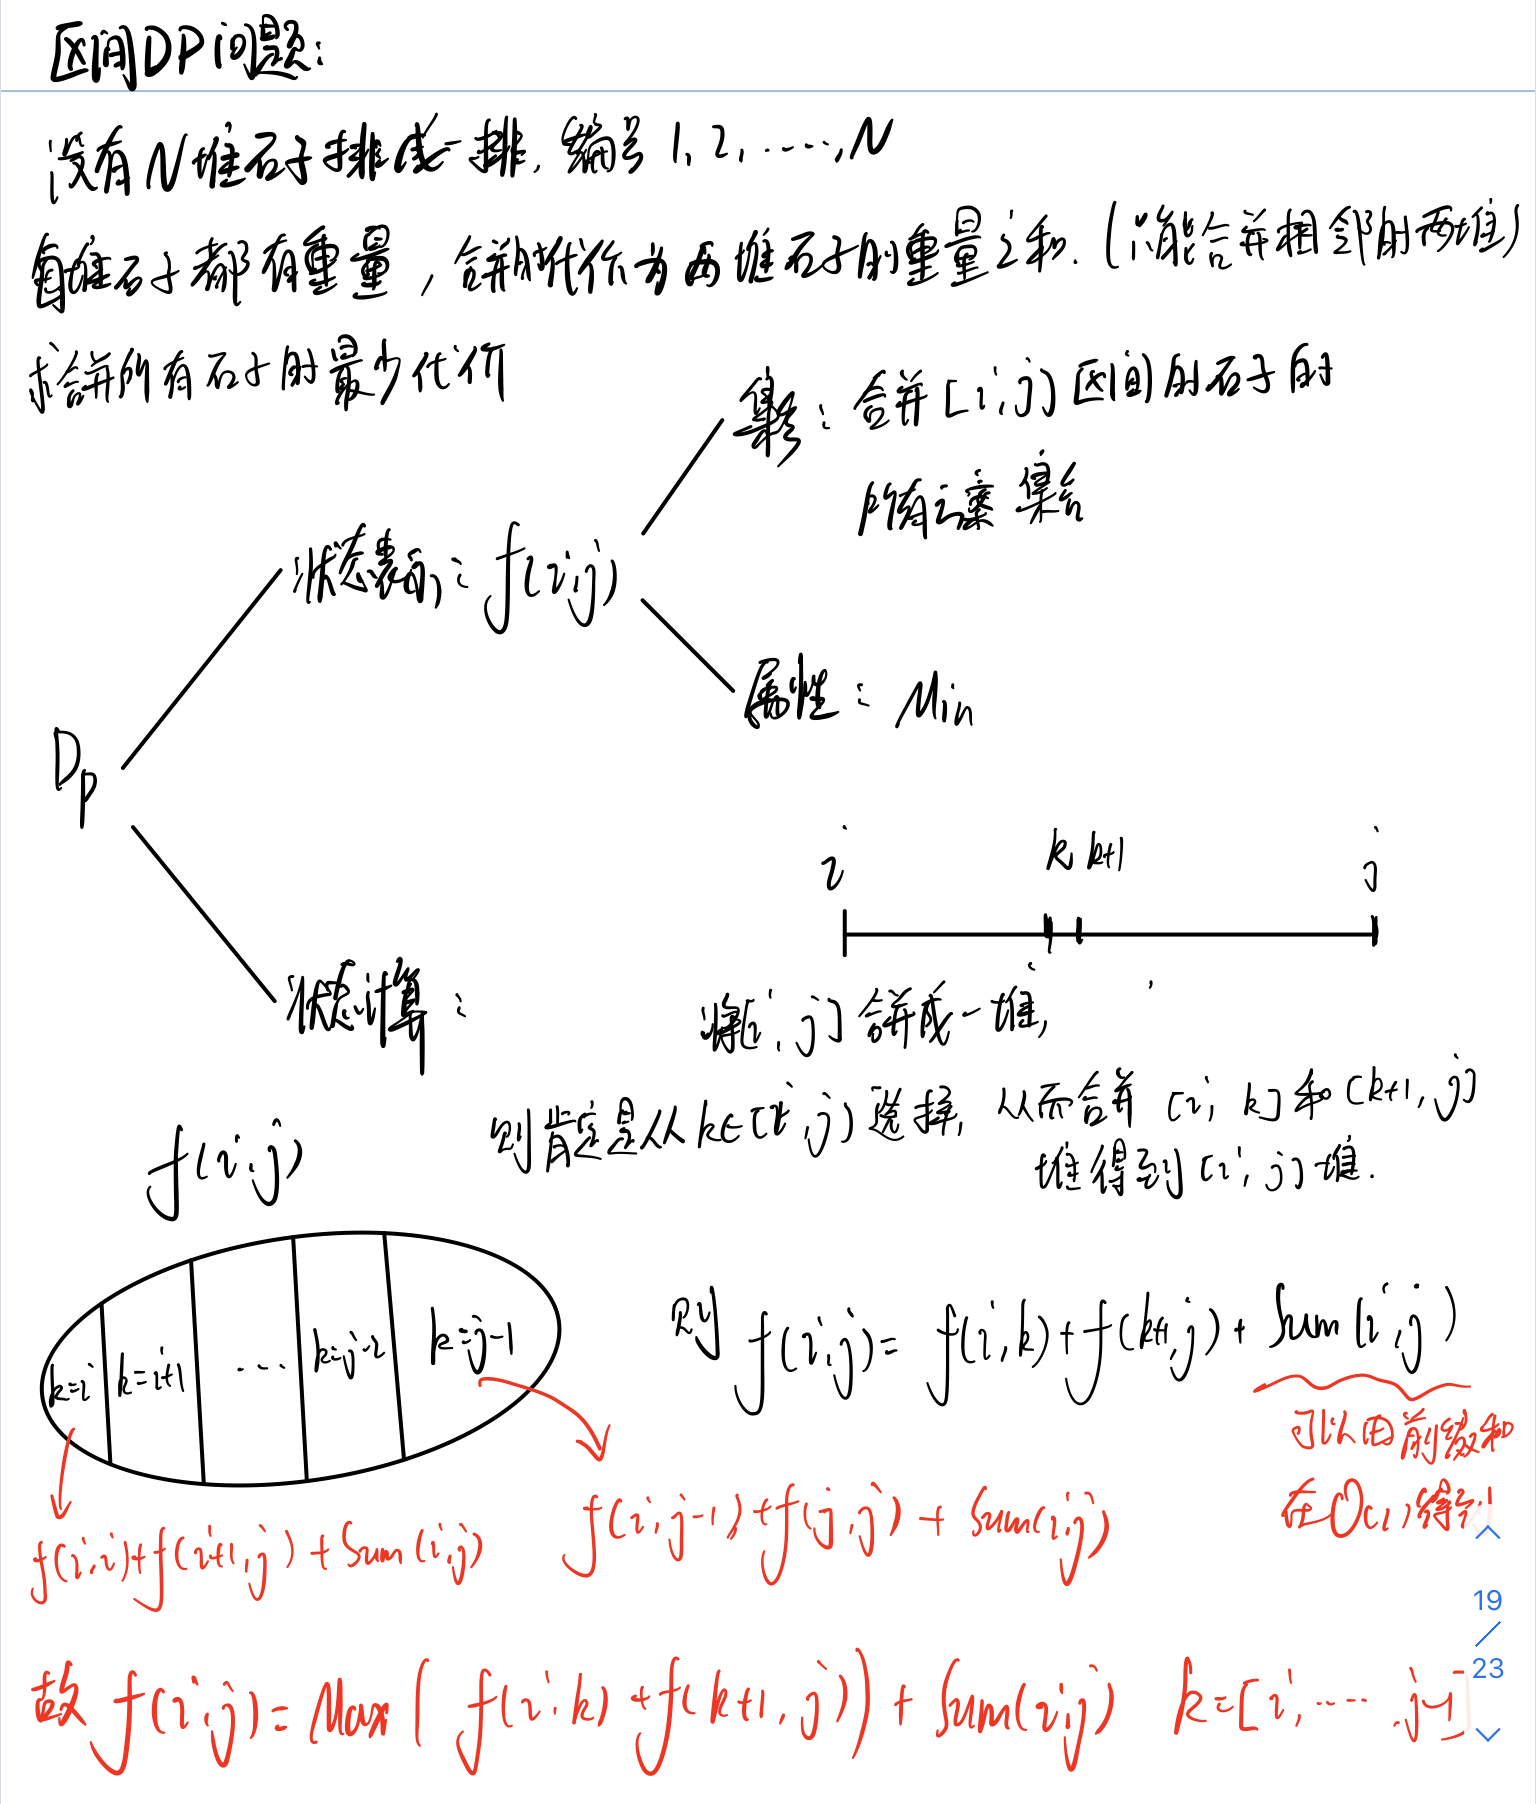 区间DP问题:
设有N堆石子排成一排, 编号 1, 2, ....., N
每堆石子都有重量, 合并时代价为两堆石子的重量之和. (只能合并相邻的两堆)
求合并所有石子的最少代价
集合: 合并[i,j]区间的石子的
所有方案集合
状态表示: f(i,j)
属性: Min
Dp
i k k+1 j
状态计算:
将[i,j]合并成一堆,
则肯定是从k∈[i,j)选择, 从而合并 [i, k]和[k+1, j]
堆得到[i, j]堆.
f(i,j)
k=i k=i+1 .... k=j-2 k=j-1
则 f(i,j)= f(i,k)+f(k+1,j)+ Sum(i,j)
可以用前缀和
在O(1)得到
f(i,i)+f(i+1,j)+Sum(i,j)
f(i,j-1)+f(j,j)+Sum(i,j)
19
/
23
故 f(i,j)= Max( f(i,k)+f(k+1,j))+Sum(i,j) k=[i,.....,j-1]